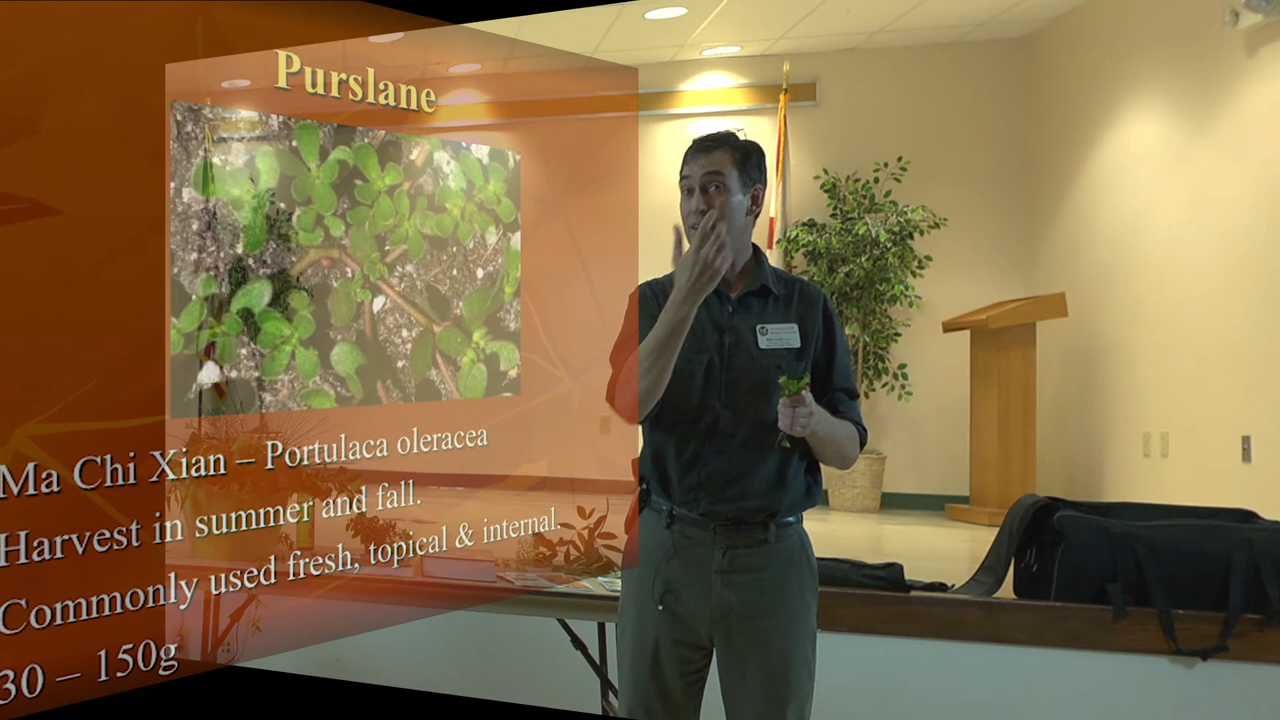 Purslane
Ma Chi Xian – Portulaca oleracea
Harvest in summer and fall.
Commonly used fresh, topical & internal.
30 – 150g